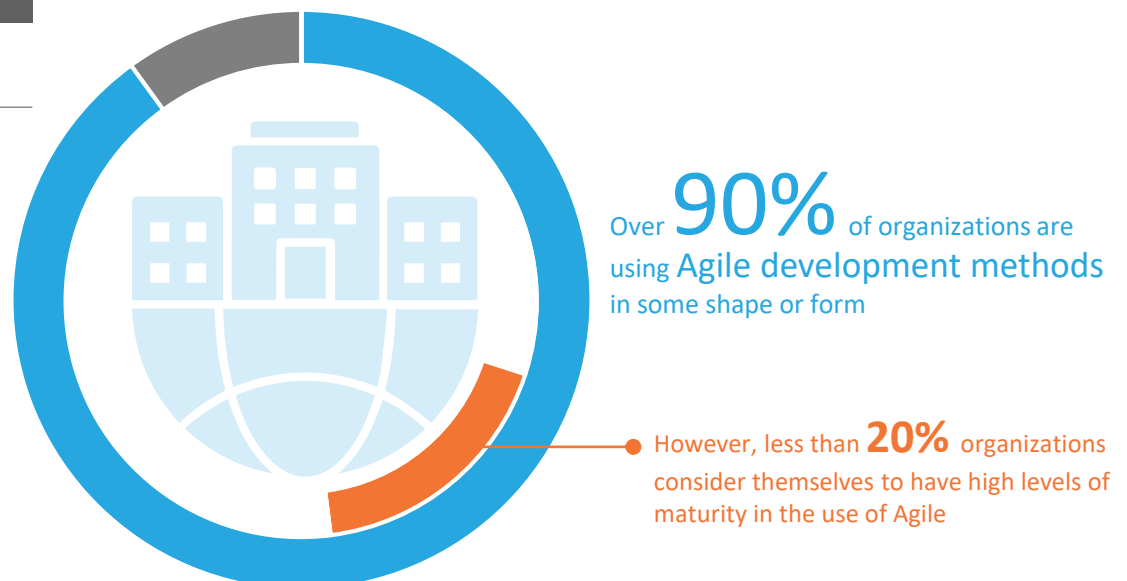 Over 90% of organizations are
using Agile development methods
in some shape or form
However, less than 20% organizations
consider themselves to have high levels of
maturity in the use of Agile